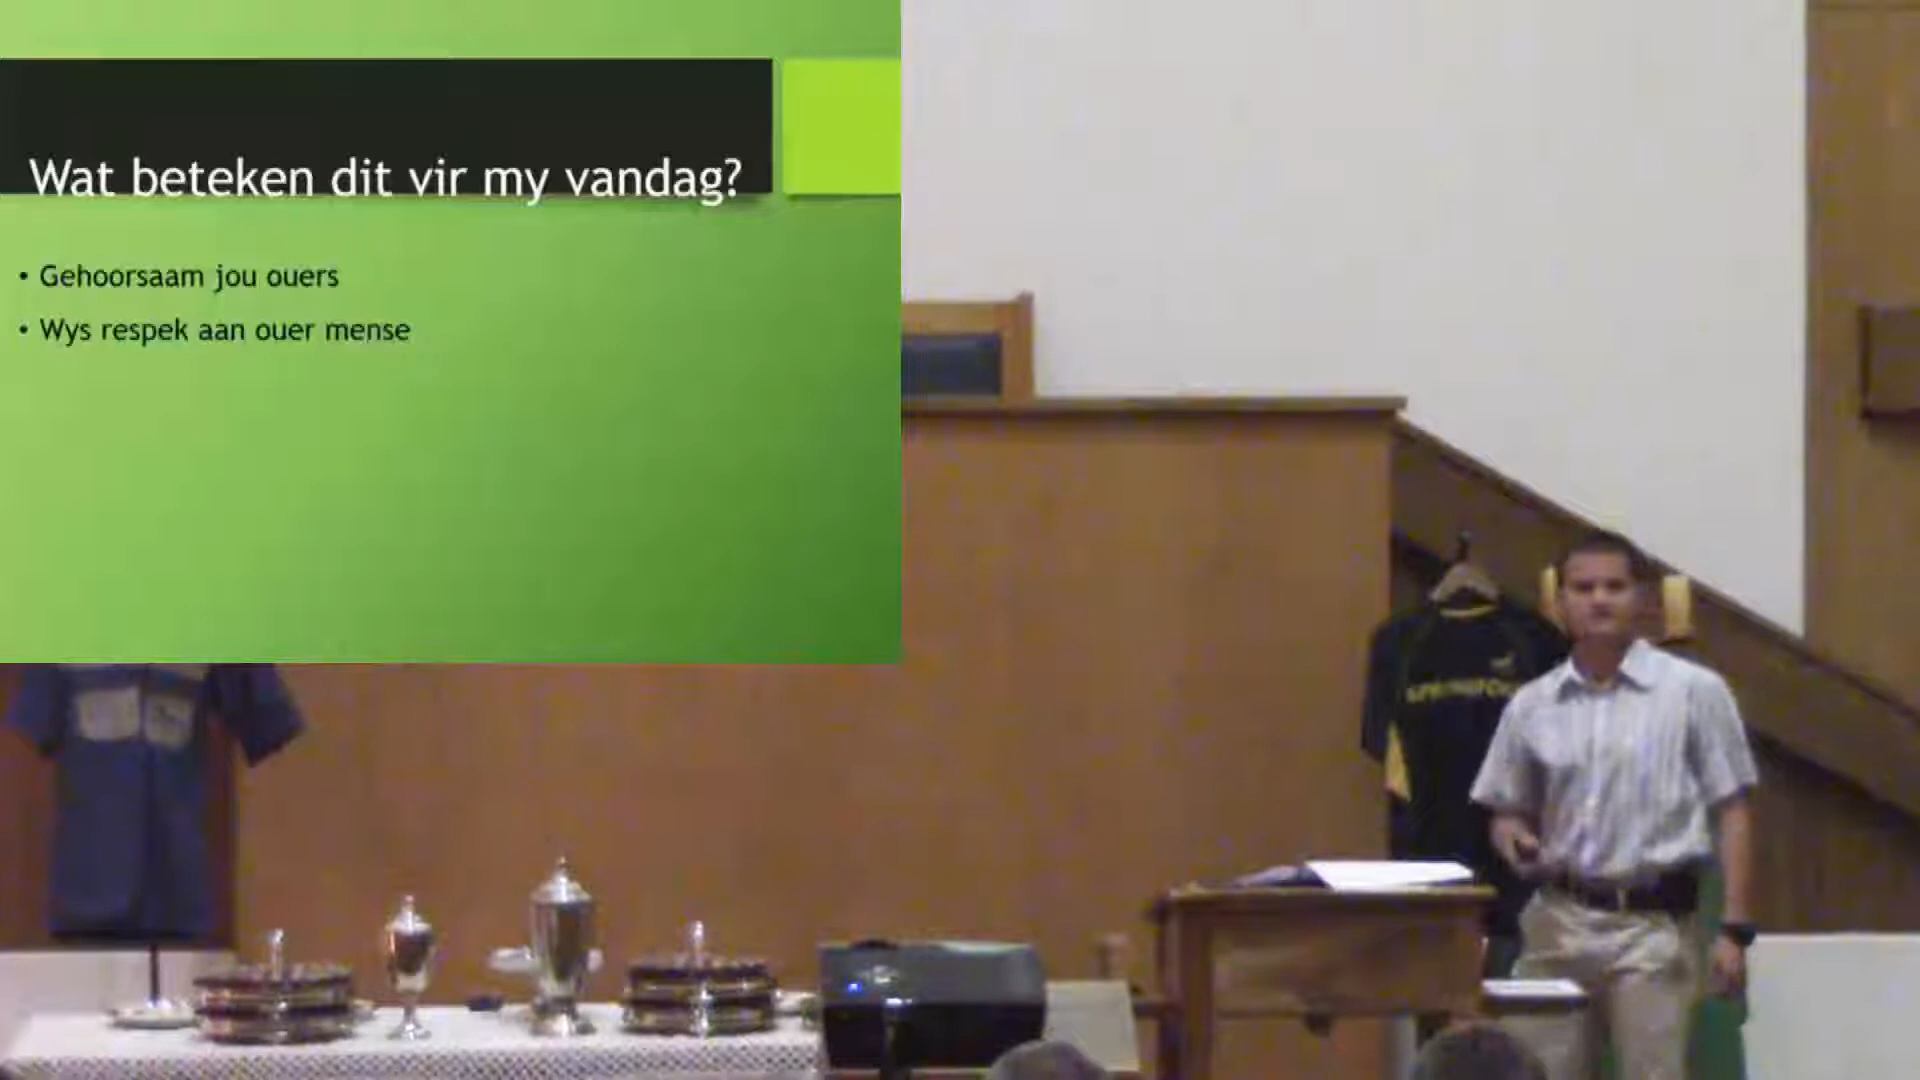 Wat beteken dit vir my vandag?
• Gehoorsaam jou ouers
• Wys respek aan ouer mense